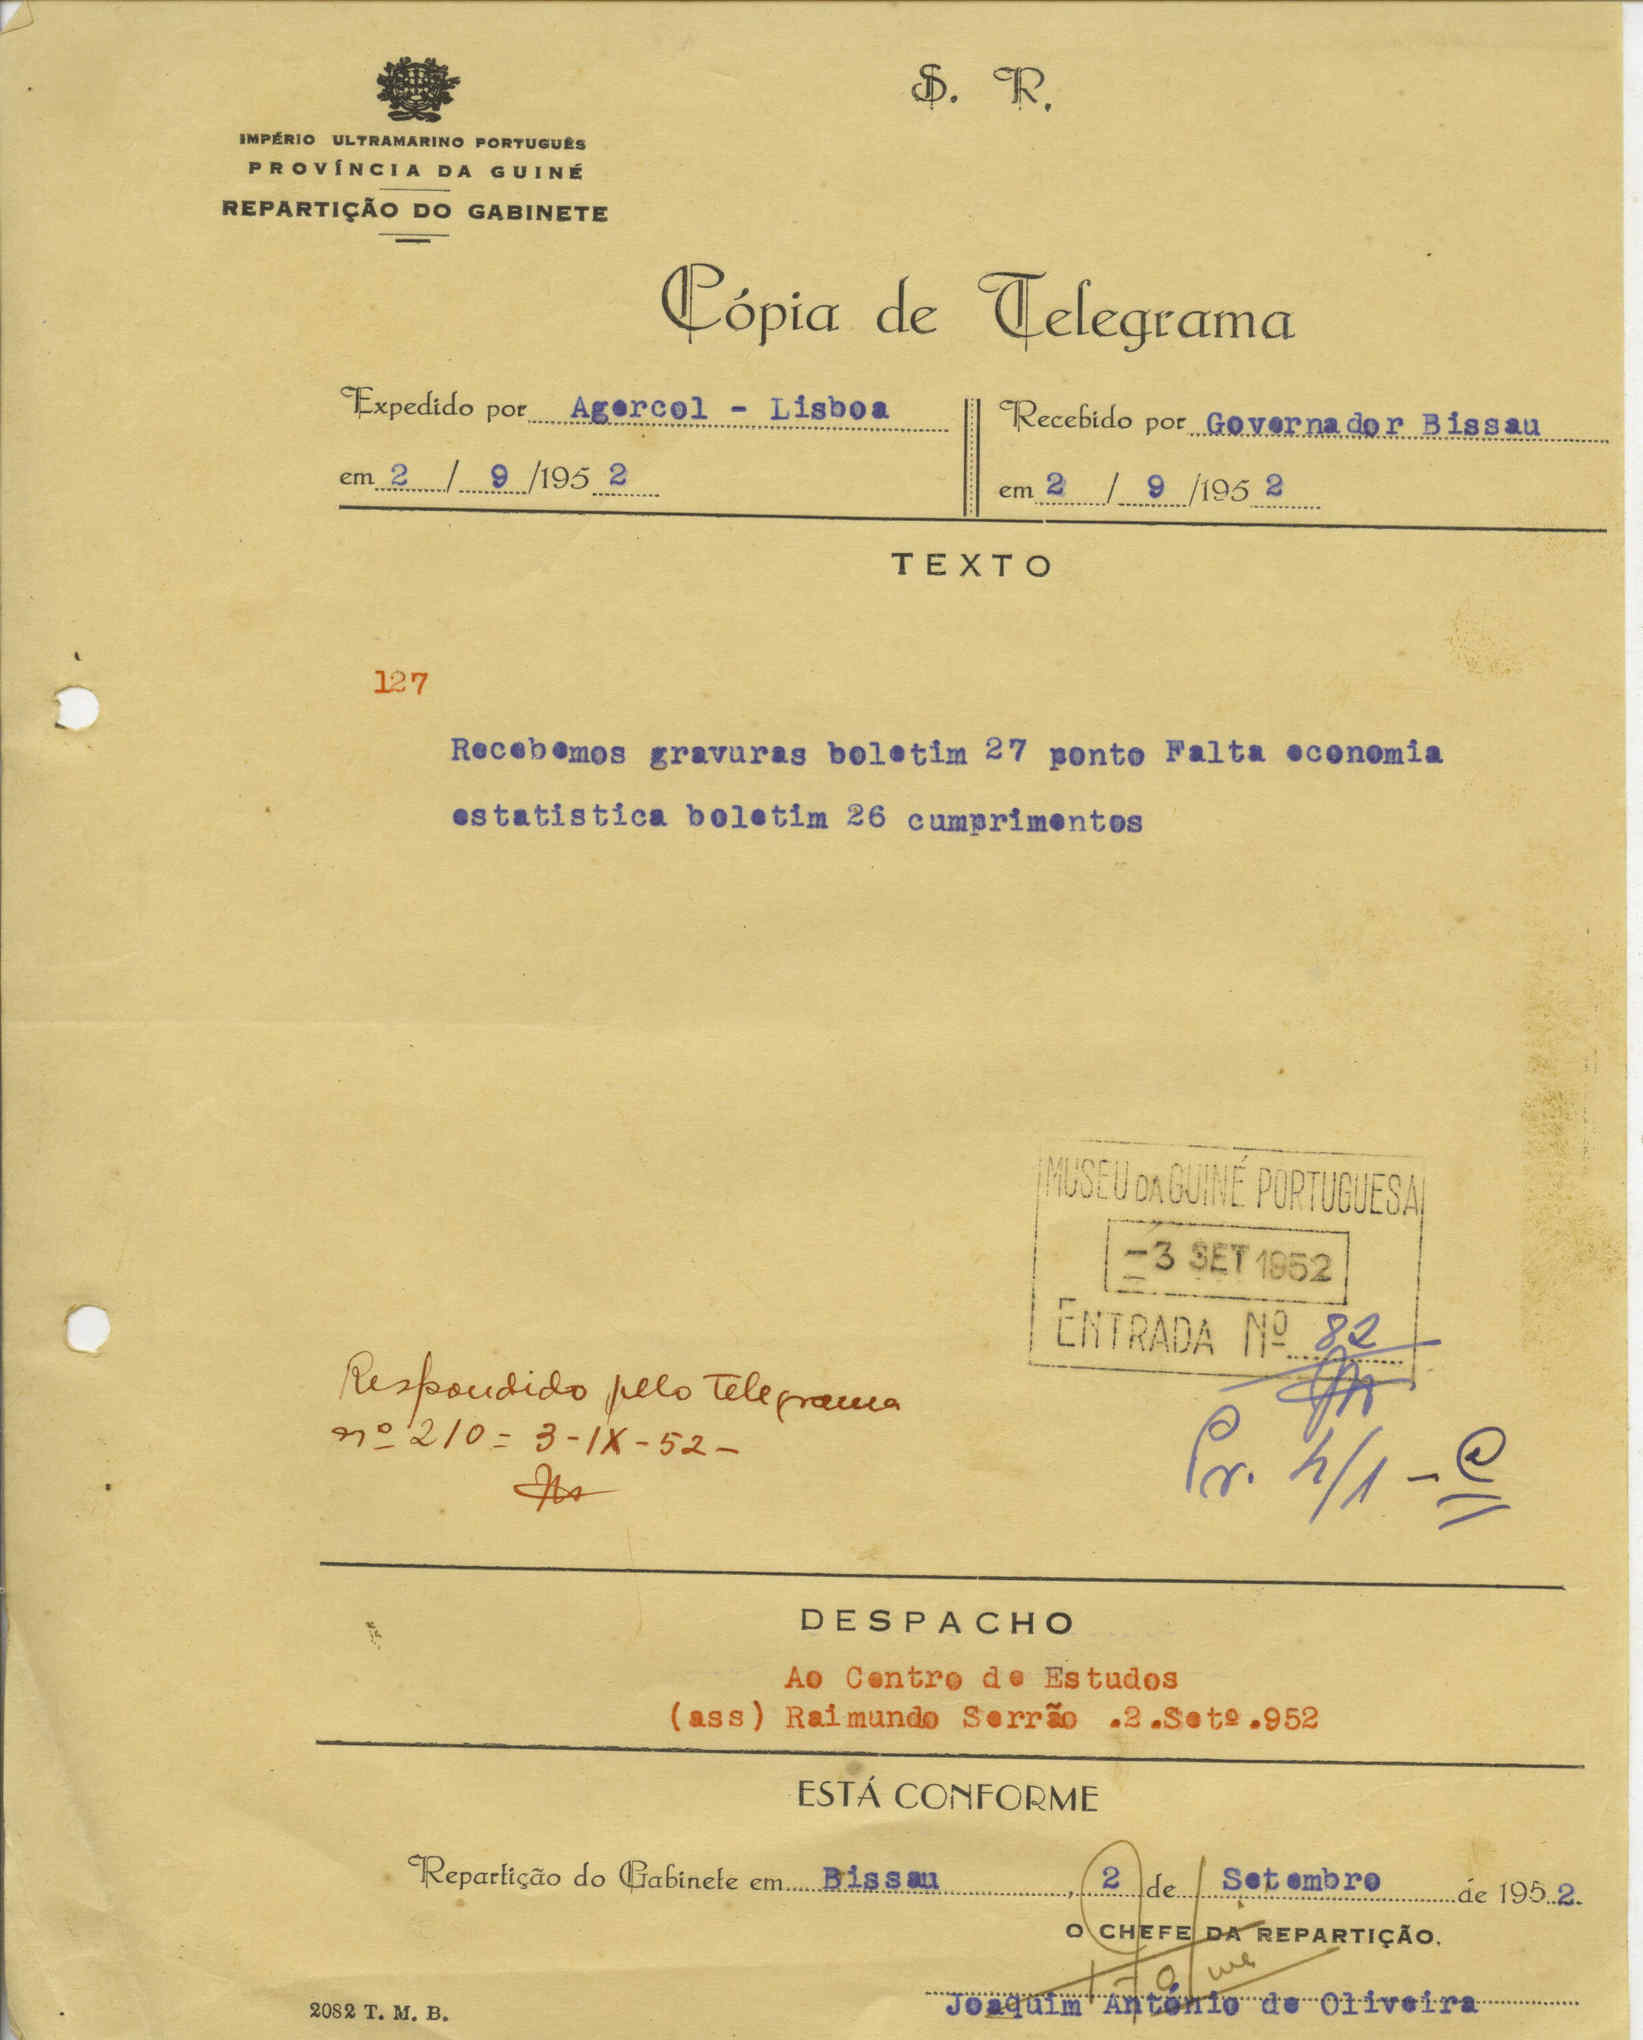 S. R.
IMPÉRIO ULTRAMARINO PORTUGUÊS
PROVÍNCIA DA GUINÉ
REPARTIÇÃO DO GABINETE
Cópia de Telegrama
Expedido por Agercol - Lisboa
em 2 / 9 /1952
Recebido por Governador Bissau
em 2 / 9 /1952
TEXTO
127
Recebemos gravuras boletim 27 ponto Falta economia
estatistica boletim 26 cumprimentos
MUSEU DA GUINÉ PORTUGUESA
-3 SET 1952
ENTRADA Nº 82
Respondido pelo telegrama
nº 210 = 3-IX-52-
Pr. h/1 - C
DESPACHO
Ao Centro de Estudos
(ass) Raimundo Serrão .2.Setº.952
ESTÁ CONFORME
Repartição do Gabinete em Bissau, 2 de Setembro de 1952.
O CHEFE DA REPARTIÇÃO,
Joaquim António de Oliveira
2082 T. M. B.